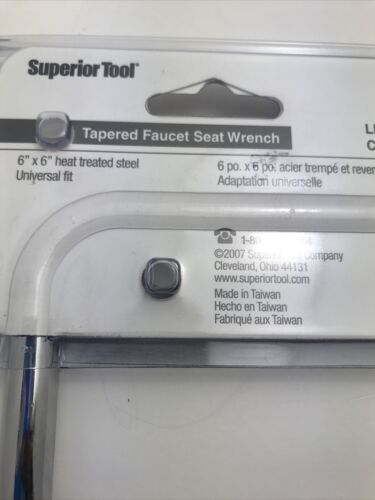 Superior Tool
Tapered Faucet Seat Wrench
6" x 6" heat treated steel
Universal fit
6 po. x 6 po. acier trempé et
Adaptation universelle
©2007 Company
Cleveland, Ohio 44131
www.superiortool.com
Made in Taiwan
Hecho en Taiwan
Fabriqué aux Taiwan